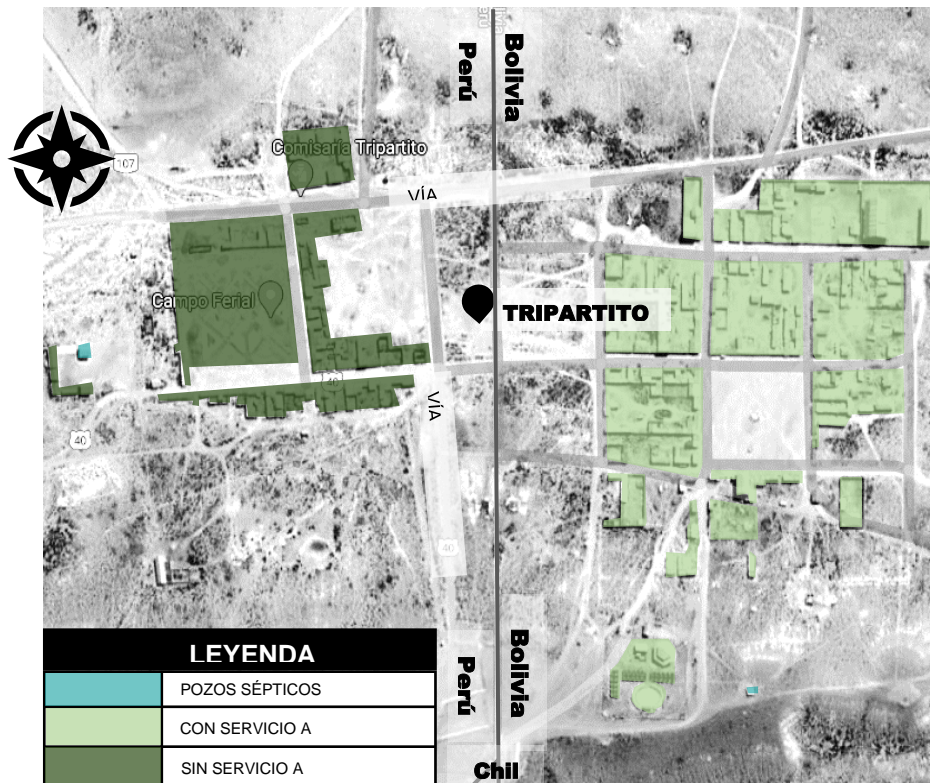 Perú
Bolivia
Comisaría Tripartito
107
VÍA
Campo Ferial
TRIPARTITO
40
VÍA
40
40
Perú
Bolivia
LEYENDA
POZOS SÉPTICOS
CON SERVICIO A
SIN SERVICIO A
Chil